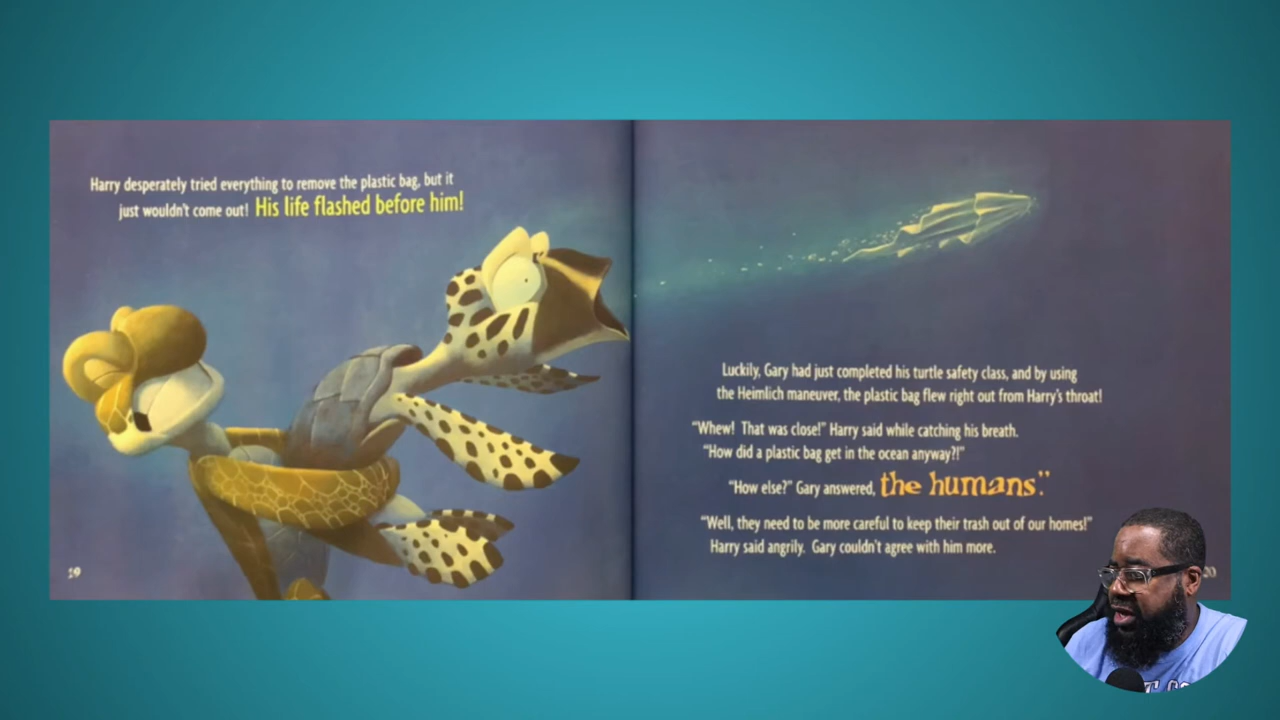 Harry desperately tried everything to remove the plastic bag, but it
just wouldn't come out! His life flashed before him!
Luckily, Gary had just completed his turtle safety class, and by using
the Heimlich maneuver, the plastic bag flew right out from Harry's throat!
"Whew! That was close!" Harry said while catching his breath.
"How did a plastic bag get in the ocean anyway?!"
"How else?" Gary answered, the humans."
"Well, they need to be more careful to keep their trash out of our homes!"
Harry said angrily. Gary couldn't agree with him more.
19
20